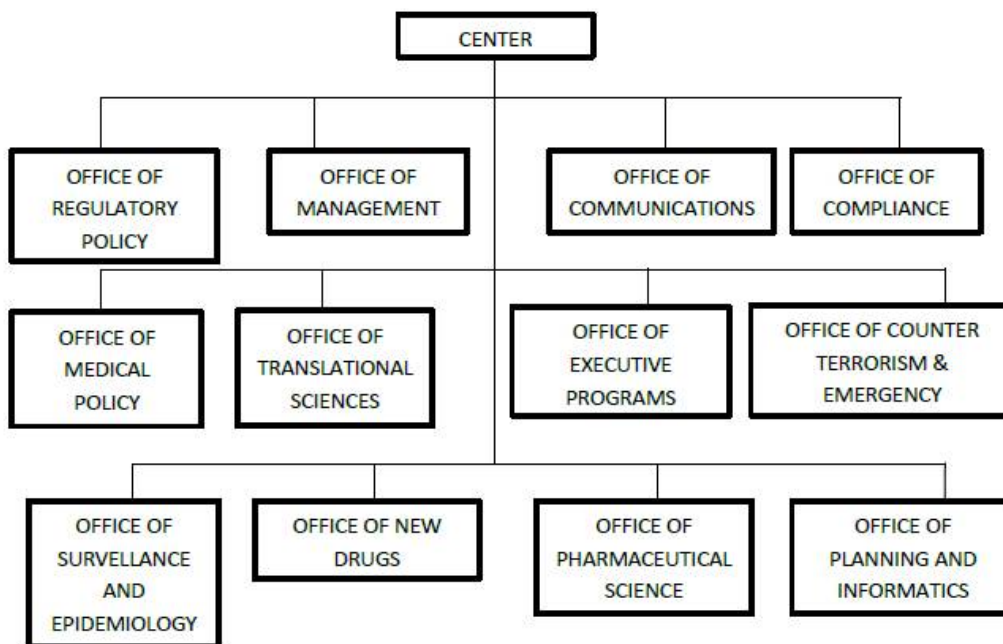 CENTER
OFFICE OF
REGULATORY
POLICY
OFFICE OF
MANAGEMENT
OFFICE OF
COMMUNICATIONS
OFFICE OF
COMPLIANCE
OFFICE OF
MEDICAL
POLICY
OFFICE OF
TRANSLATIONAL
SCIENCES
OFFICE OF
EXECUTIVE
PROGRAMS
OFFICE OF COUNTER
TERRORISM &
EMERGENCY
OFFICE OF
SURVELLANCE
AND
EPIDEMIOLOGY
OFFICE OF NEW
DRUGS
OFFICE OF
PHARMACEUTICAL
SCIENCE
OFFICE OF
PLANNING AND
INFORMATICS